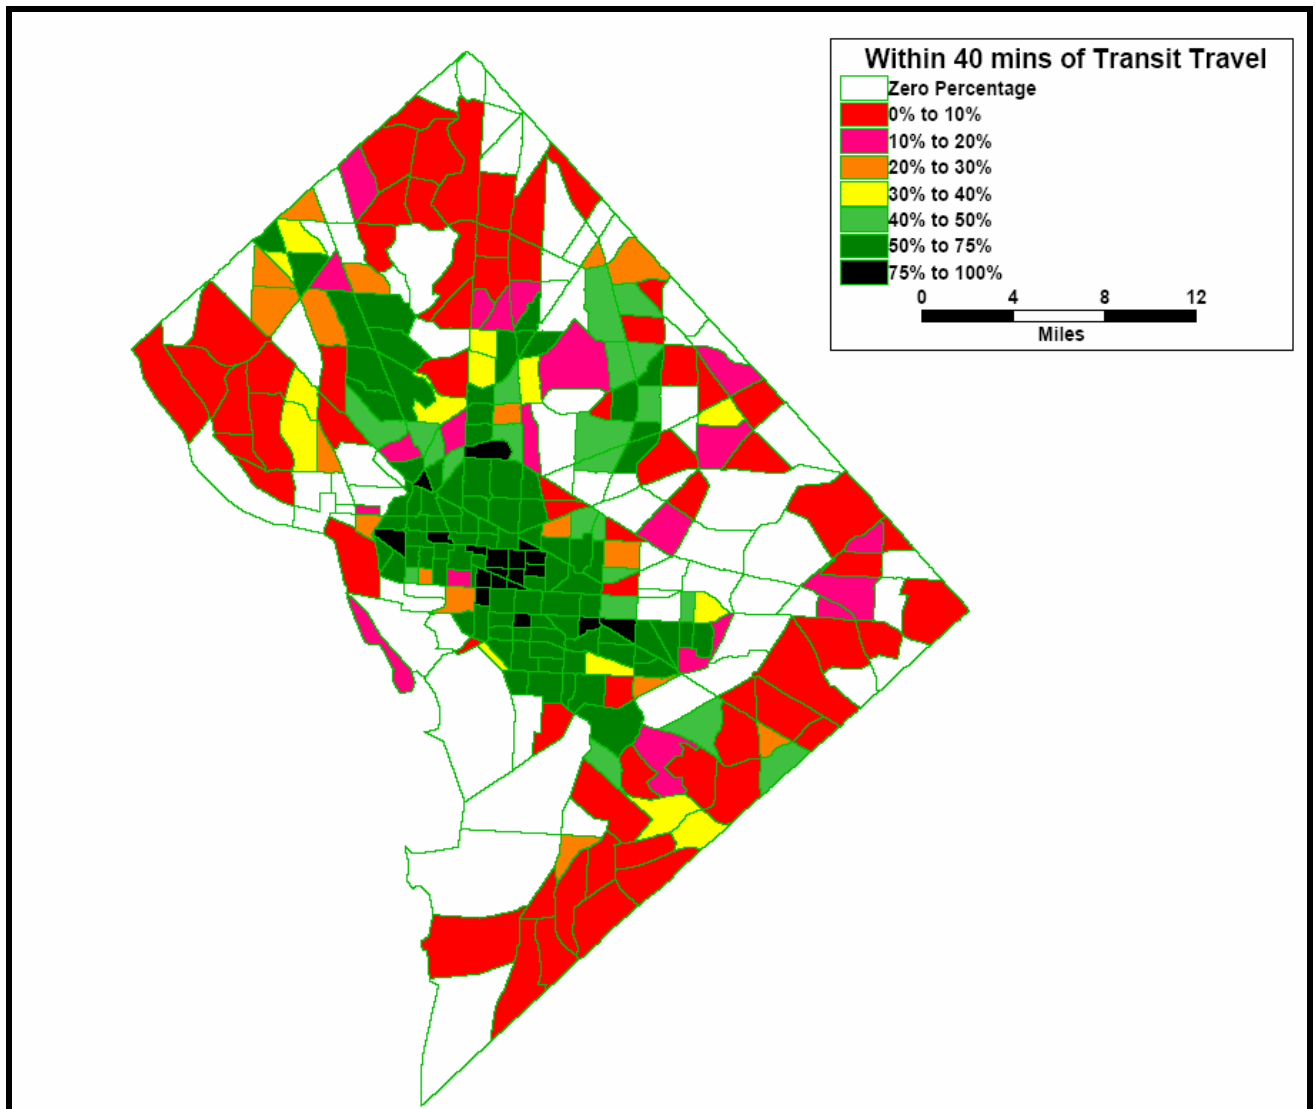 Within 40 mins of Transit Travel
Zero Percentage
0% to 10%
10% to 20%
20% to 30%
30% to 40%
40% to 50%
50% to 75%
75% to 100%
0 4 8 12
Miles